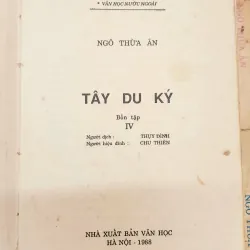 * VĂN HỌC NƯỚC NGOÀI
NGÔ THỪA ÂN
TÂY DU KÝ
Bốn tập
IV
Người dịch : THỤY ĐÌNH
Người hiệu đính : CHU THIÊN
NHÀ XUẤT BẢN VĂN HỌC
HÀ NỘI - 1988